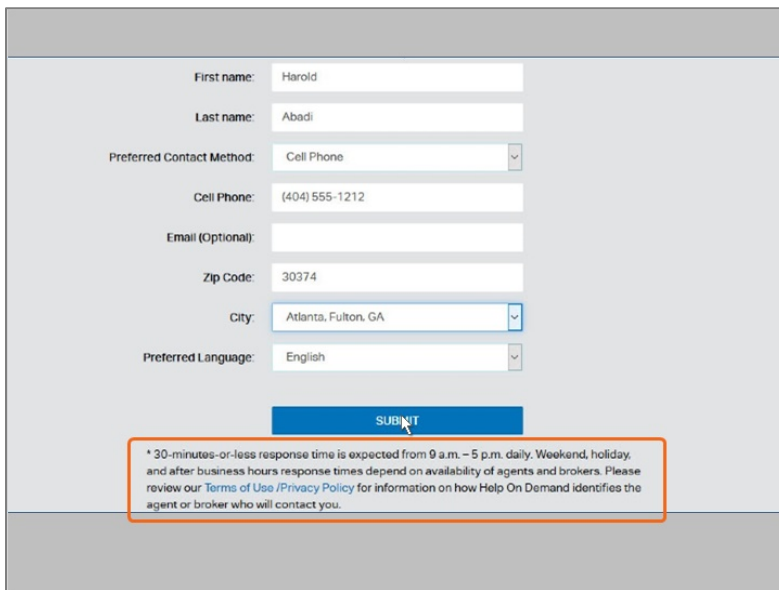 First name: Harold
Last name: Abadi
Preferred Contact Method: Cell Phone
Cell Phone: (404) 555-1212
Email (Optional):
Zip Code: 30374
City: Atlanta, Fulton, GA
Preferred Language: English
SUBMIT
* 30-minutes-or-less response time is expected from 9 a.m. – 5 p.m. daily. Weekend, holiday,
and after business hours response times depend on availability of agents and brokers. Please
review our Terms of Use /Privacy Policy for information on how Help On Demand identifies the
agent or broker who will contact you.